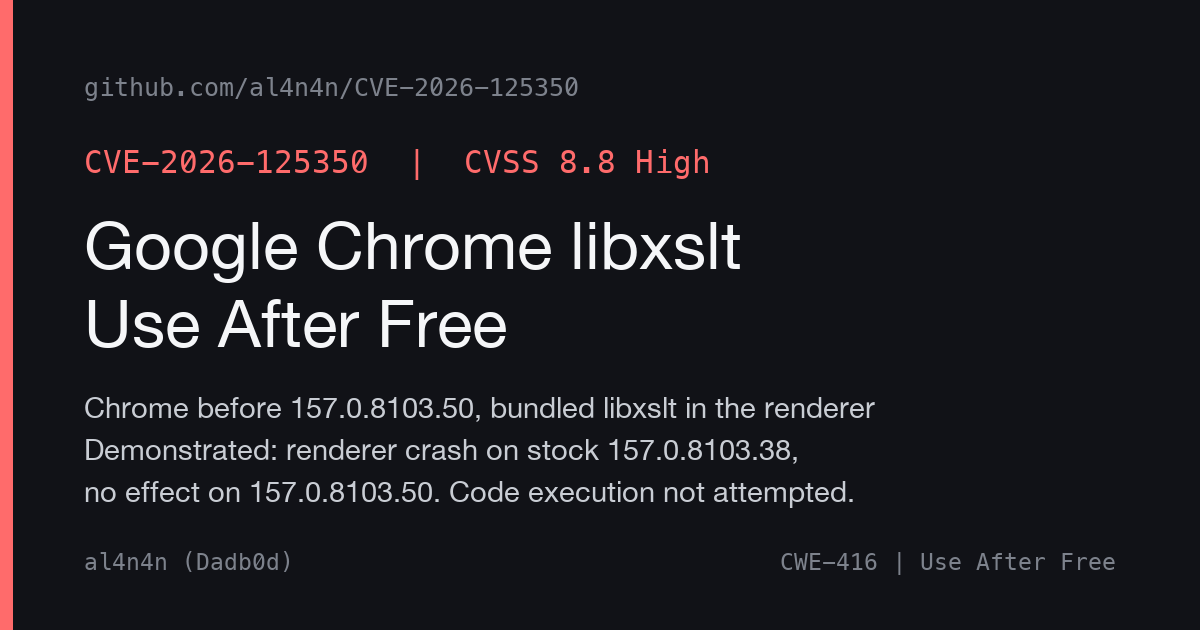 github.com/al4n4n/CVE-2026-125350
CVE-2026-125350 | CVSS 8.8 High
Google Chrome libxslt
Use After Free
Chrome before 157.0.8103.50, bundled libxslt in the renderer
Demonstrated: renderer crash on stock 157.0.8103.38,
no effect on 157.0.8103.50. Code execution not attempted.
al4n4n (Dadb0d)
CWE-416 | Use After Free